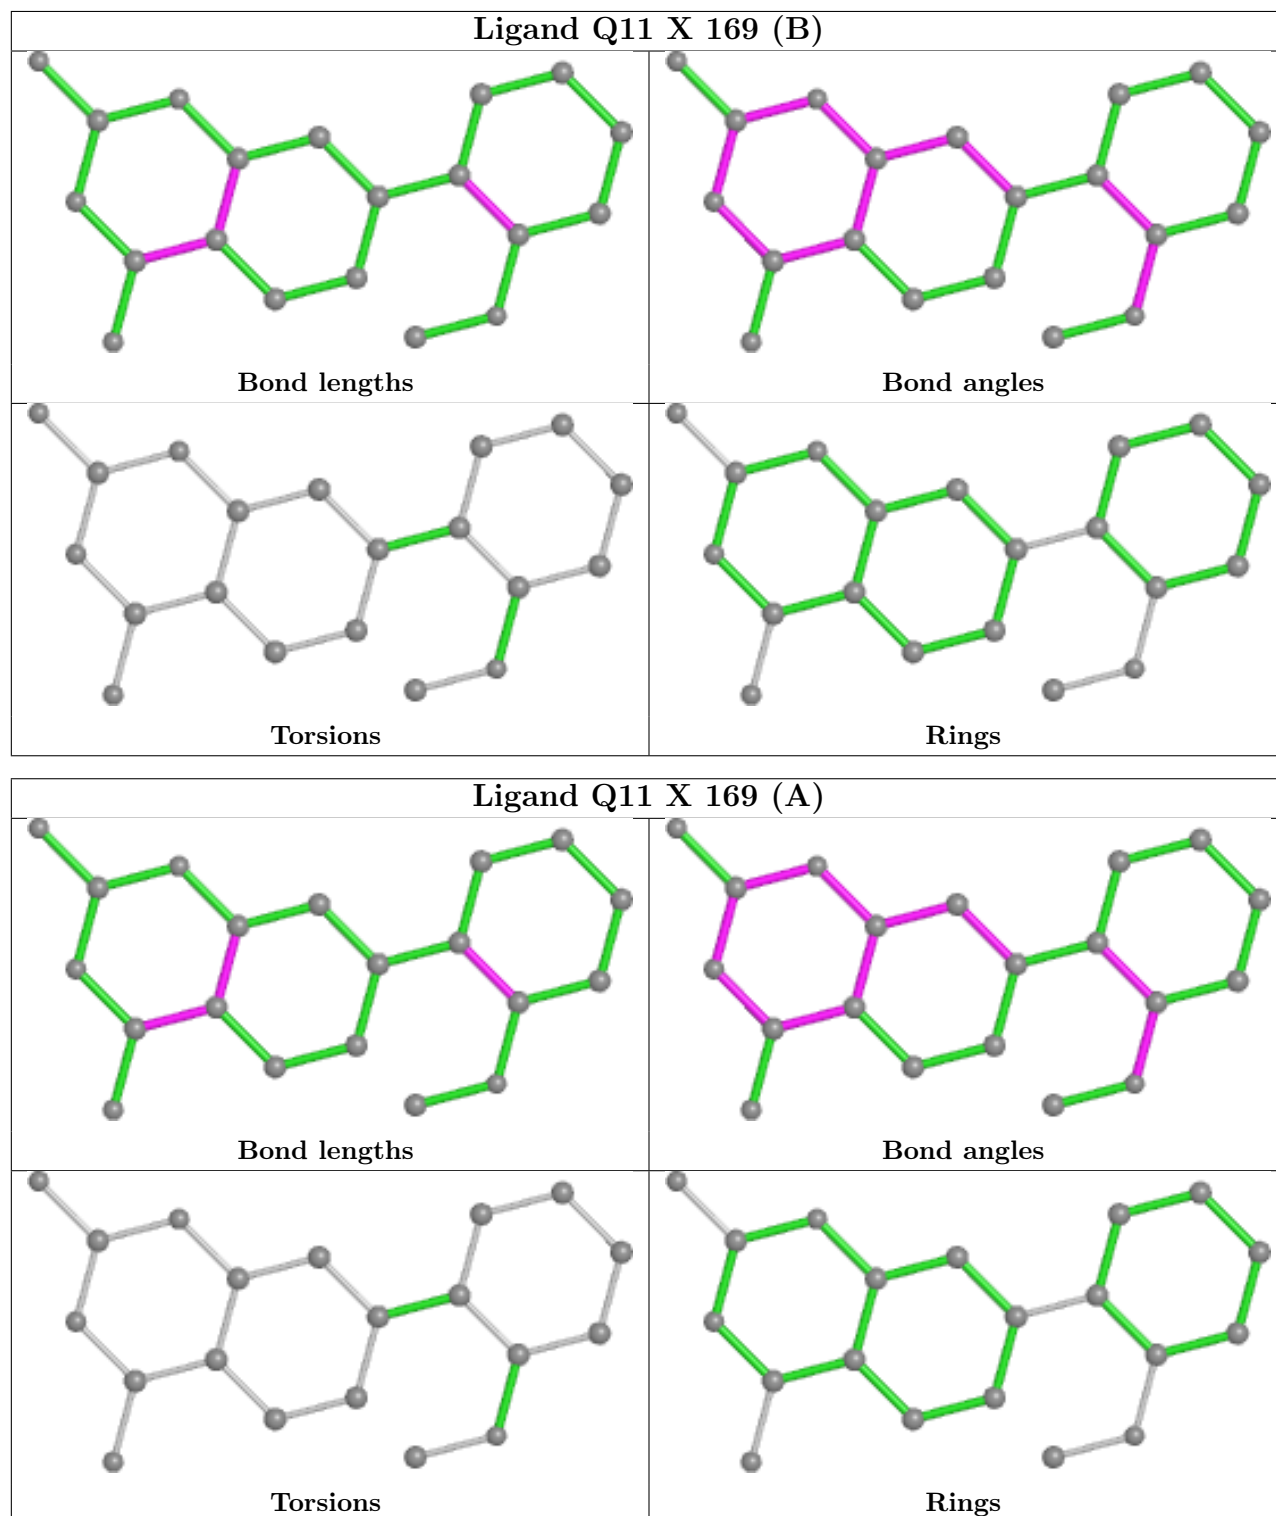 Ligand Q11 X 169 (B)
Bond lengths
Bond angles
Torsions
Rings
Ligand Q11 X 169 (A)
Bond lengths
Bond angles
Torsions
Rings